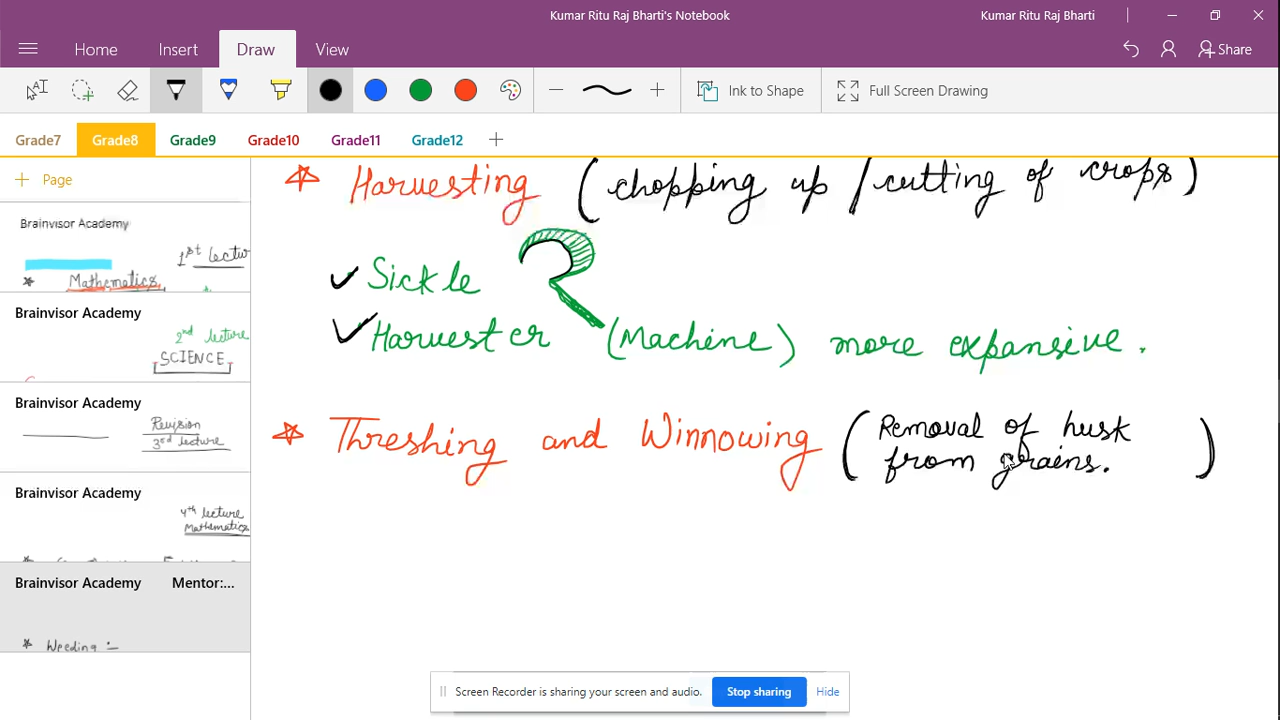 Kumar Ritu Raj Bharti's Notebook
Kumar Ritu Raj Bharti
Home Insert Draw View
Share
Ink to Shape
Full Screen Drawing
Grade7 Grade8 Grade9 Grade10 Grade11 Grade12
Page
Brainvisor Academy
1st lectur
* Mathematics
Brainvisor Academy
2nd lecture
SCIENCE
Brainvisor Academy
Revision
3rd lecture
Brainvisor Academy
4th lecture
Mathematics
Brainvisor Academy Mentor:...
* Weeding :-
Harvesting (chopping up / cutting of crops)
✓ Sickle
✓ Harvester (Machine) more expansive.
Threshing and Winnowing (Removal of husk
from grains.)
Screen Recorder is sharing your screen and audio.
Stop sharing
Hide